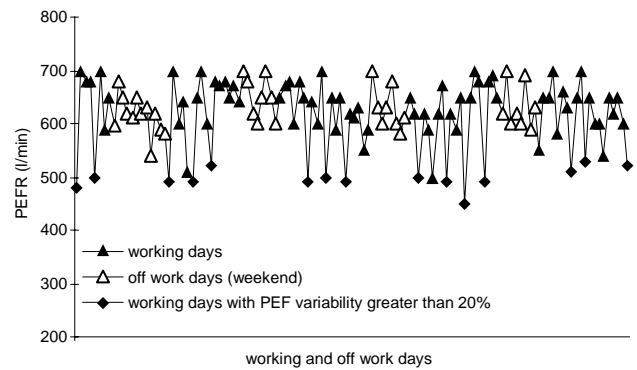 800
700
600
500
400
300
200
PEFR (l/min)
working days
off work days (weekend)
working days with PEF variability greater than 20%
working and off work days